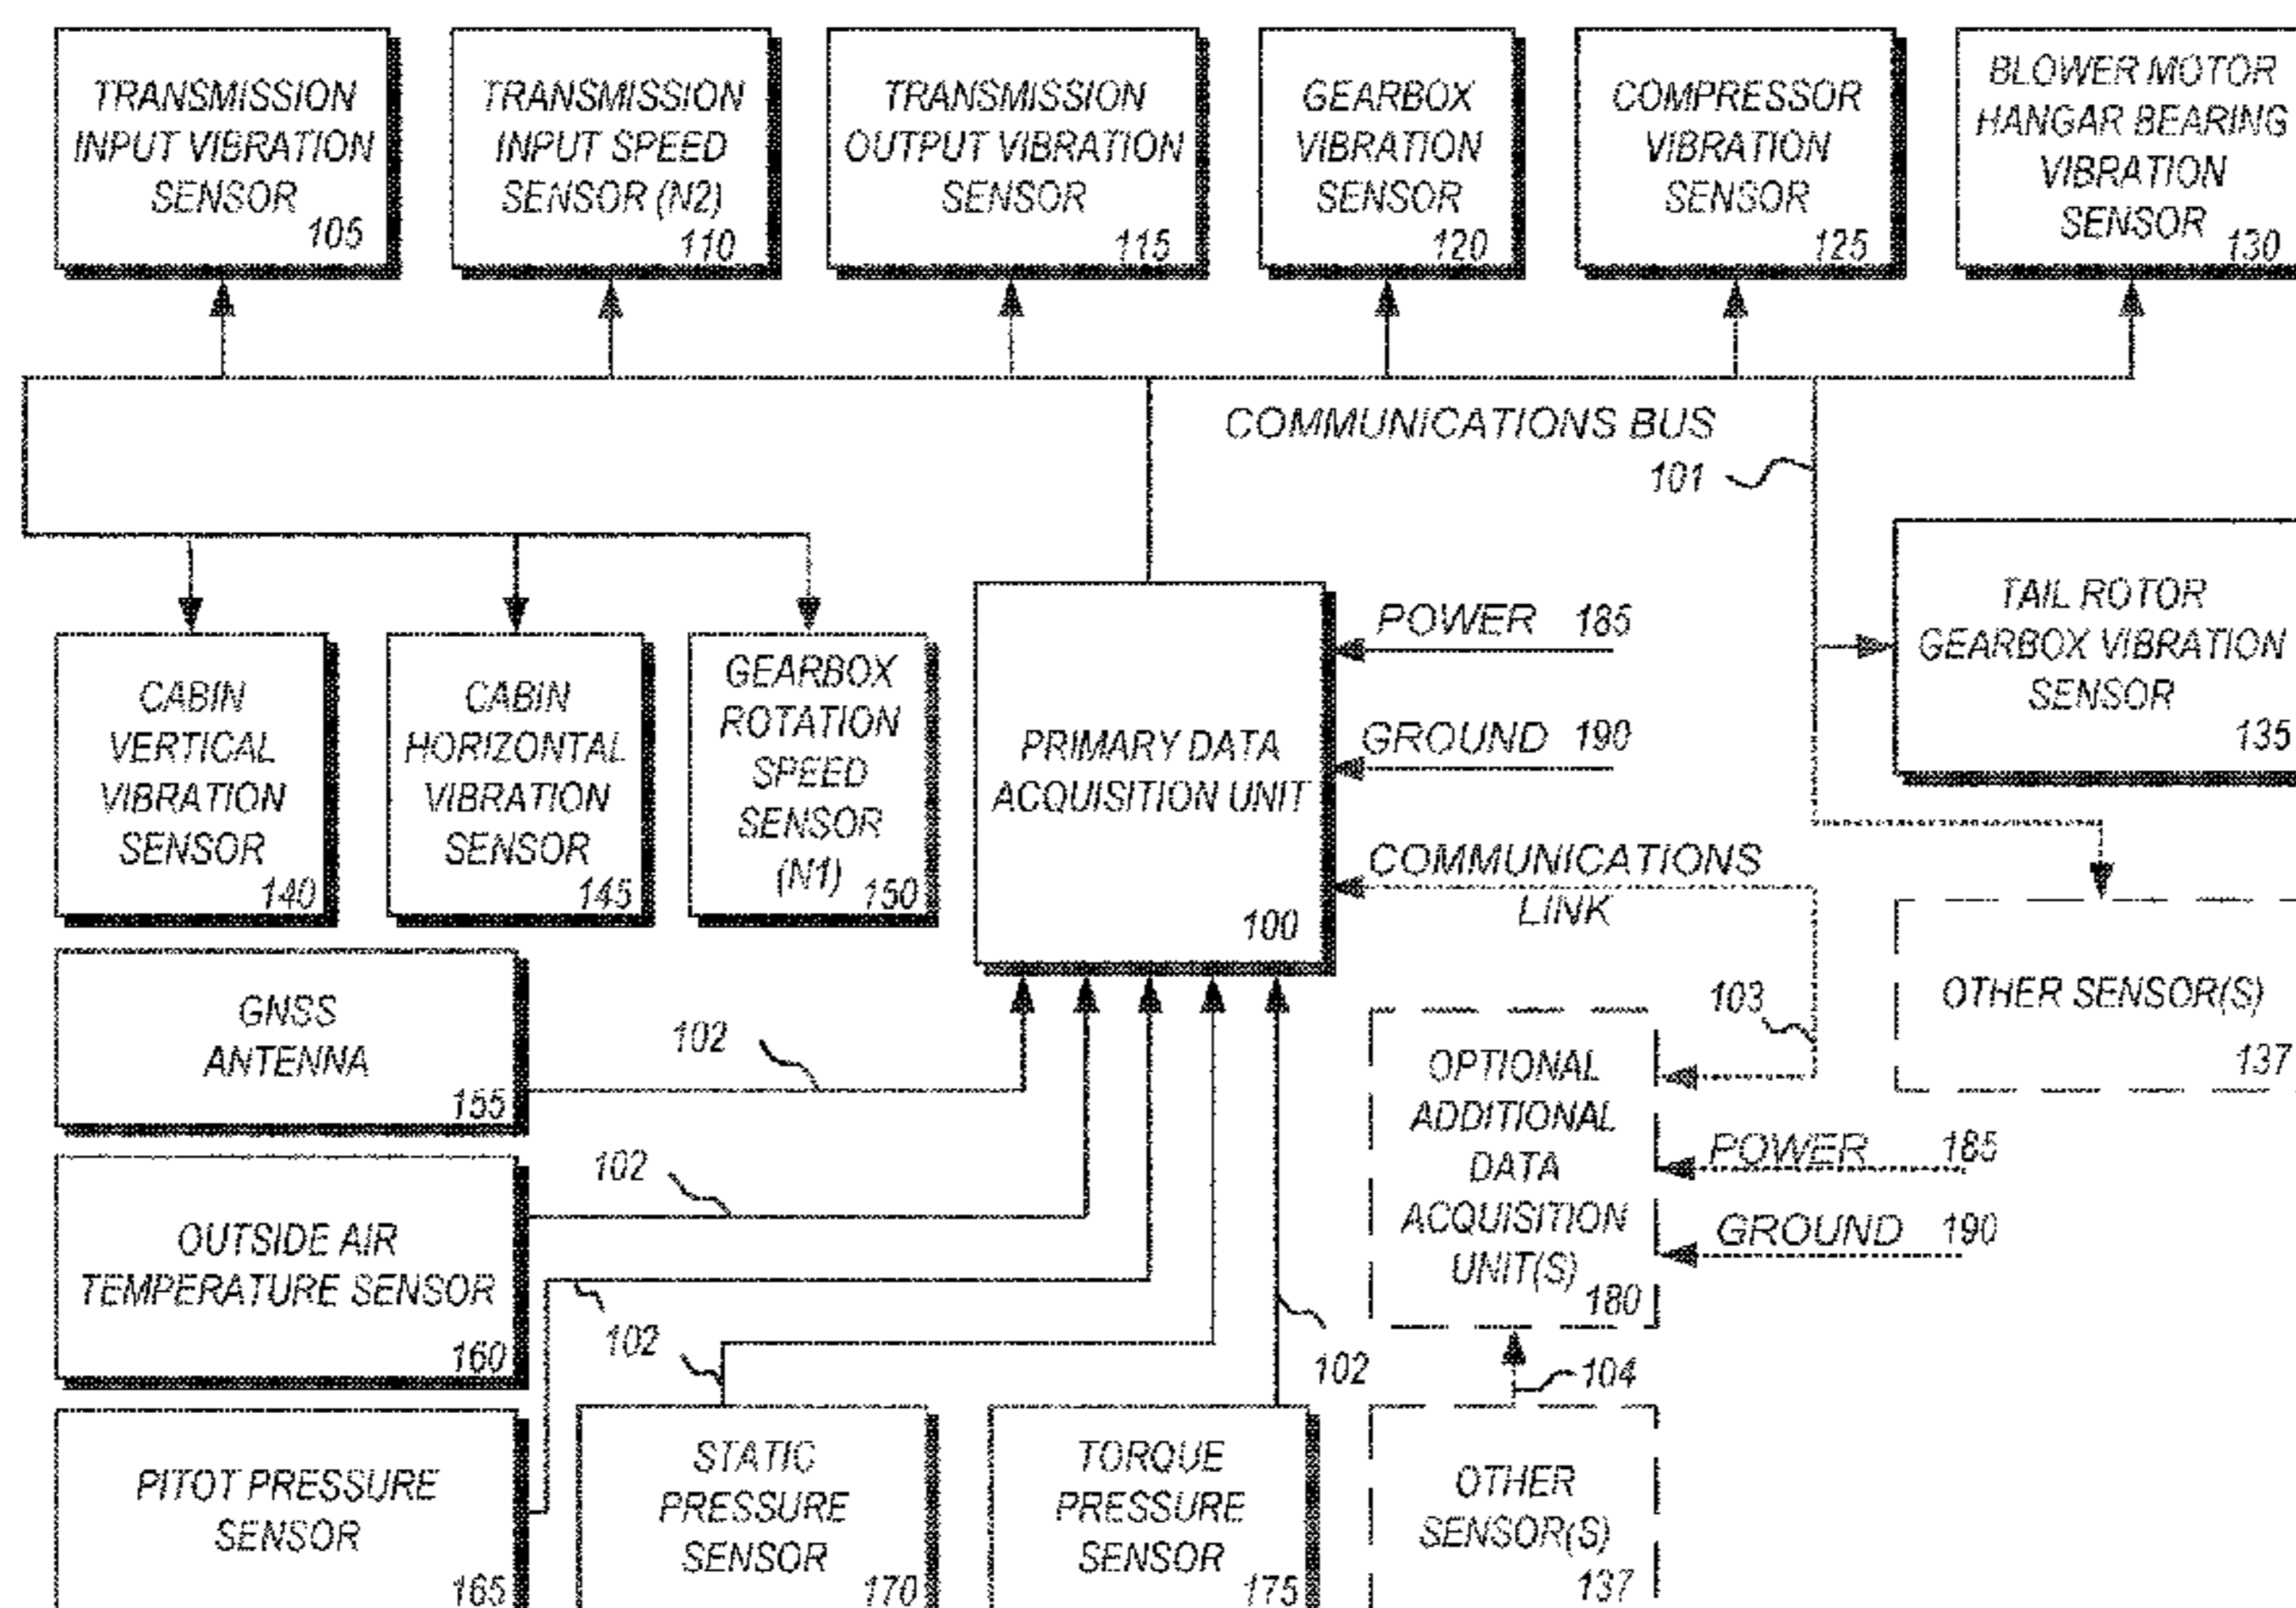 TRANSMISSION
INPUT VIBRATION
SENSOR
105
TRANSMISSION
INPUT SPEED
SENSOR (N2)
110
TRANSMISSION
OUTPUT VIBRATION
SENSOR
115
GEARBOX
VIBRATION
SENSOR
120
COMPRESSOR
VIBRATION
SENSOR
125
BLOWER MOTOR
HANGAR BEARING
VIBRATION
SENSOR
130
COMMUNICATIONS BUS
101
CABIN
VERTICAL
VIBRATION
SENSOR
140
CABIN
HORIZONTAL
VIBRATION
SENSOR
145
GEARBOX
ROTATION
SPEED
SENSOR
(N1)
150
PRIMARY DATA
ACQUISITION UNIT
100
POWER 185
GROUND 190
COMMUNICATIONS
LINK
TAIL ROTOR
GEARBOX VIBRATION
SENSOR
135
OTHER SENSOR(S)
137
GNSS
ANTENNA
155
102
OUTSIDE AIR
TEMPERATURE SENSOR
160
102
PITOT PRESSURE
SENSOR
165
102
STATIC
PRESSURE
SENSOR
170
TORQUE
PRESSURE
SENSOR
175
102
103
OPTIONAL
ADDITIONAL
DATA
ACQUISITION
UNIT(S)
180
POWER 185
GROUND 190
104
OTHER
SENSOR(S)
137